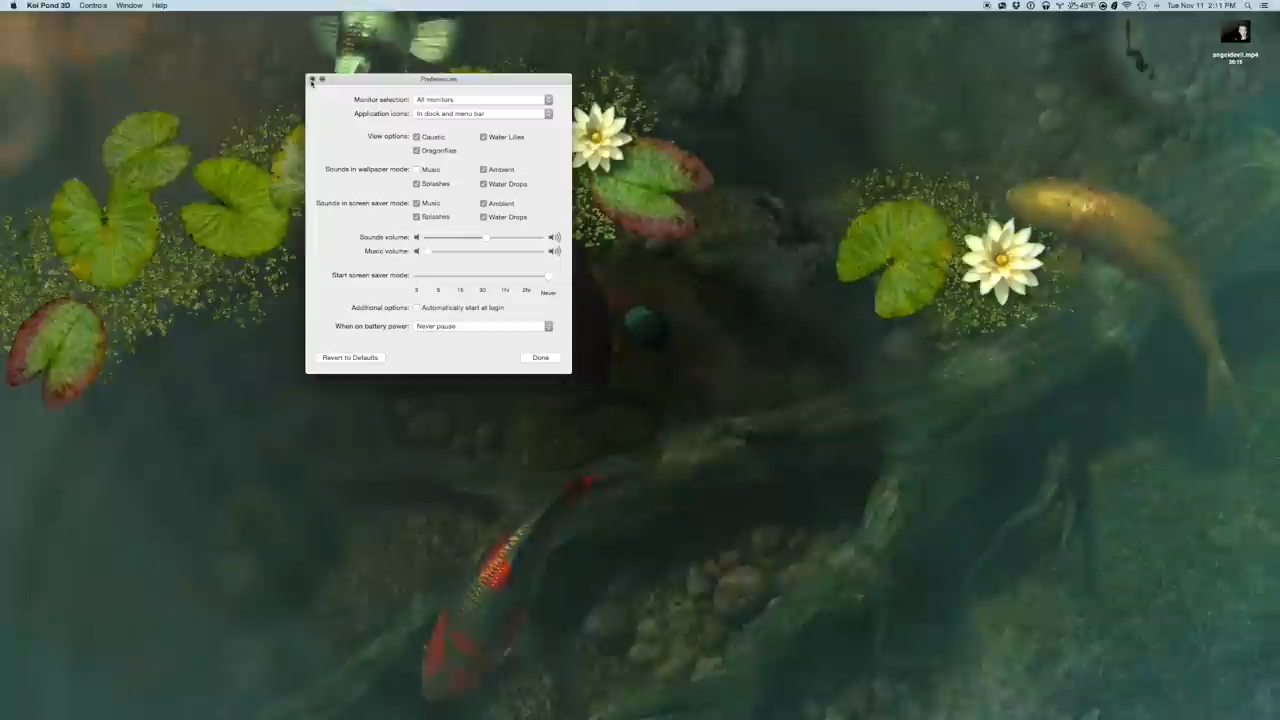 Koi Pond 3D Controls Window Help 48°F Tue Nov 11 2:11 PM
angeldevil.mp4
Preferences
Monitor selection: All monitors
Application icons: In dock and menu bar
View options: Caustic Water Lilies
Dragonflies
Sounds in wallpaper mode: Music Ambient
Splashes Water Drops
Sounds in screen saver mode: Music Ambient
Splashes Water Drops
Sounds volume:
Music volume:
Start screen saver mode:
3 5 15 30 1hr 2hr Never
Additional options: Automatically start at login
When on battery power: Never pause
Revert to Defaults Done